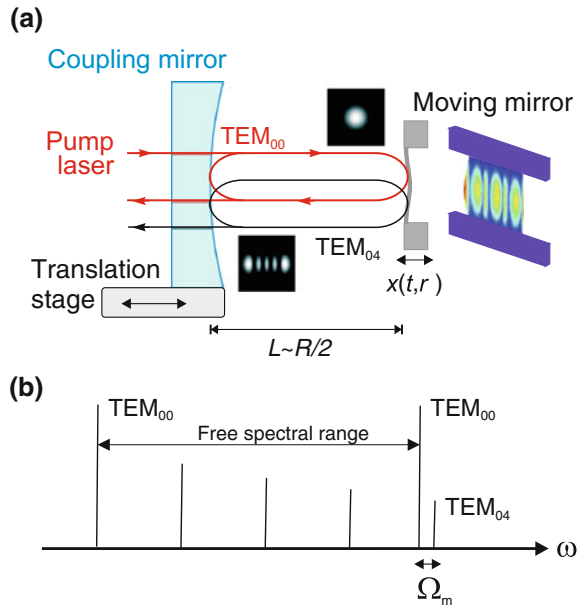 (a)
Coupling mirror
Pump
laser
TEM₀₀
Moving mirror
TEM₀₄
Translation
stage
x(t,r )
L~R/2
(b)
TEM₀₀
TEM₀₀
Free spectral range
TEM₀₄
ω
Ωₘ